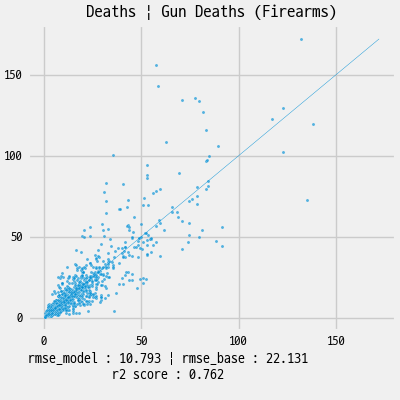 Deaths ¦ Gun Deaths (Firearms)
150
100
50
0
0 50 100 150
rmse_model : 10.793 ¦ rmse_base : 22.131
r2 score : 0.762